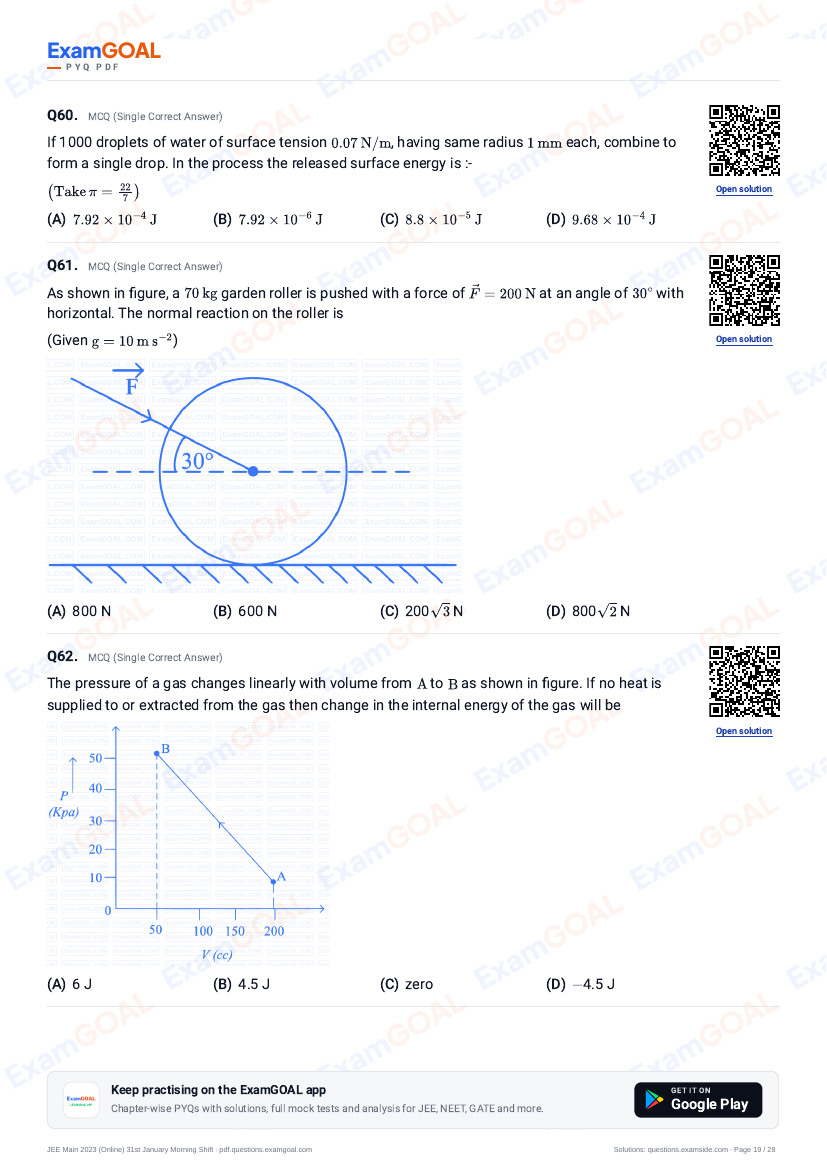 ExamGOAL
PYQ PDF
Q60. MCQ (Single Correct Answer)
If 1000 droplets of water of surface tension 0.07 N/m, having same radius 1 mm each, combine to
form a single drop. In the process the released surface energy is :-
(Take π = 22/7)
(A) 7.92 × 10⁻⁴ J (B) 7.92 × 10⁻⁶ J (C) 8.8 × 10⁻⁵ J (D) 9.68 × 10⁻⁴ J
Open solution
Q61. MCQ (Single Correct Answer)
As shown in figure, a 70 kg garden roller is pushed with a force of F⃗ = 200 N at an angle of 30° with
horizontal. The normal reaction on the roller is
(Given g = 10 m s⁻²)
Open solution
F⃗
30°
(A) 800 N (B) 600 N (C) 200√3 N (D) 800√2 N
Q62. MCQ (Single Correct Answer)
The pressure of a gas changes linearly with volume from A to B as shown in figure. If no heat is
supplied to or extracted from the gas then change in the internal energy of the gas will be
Open solution
B
50
40
P
(Kpa)
30
20
10
A
0
50 100 150 200
V (cc)
(A) 6 J (B) 4.5 J (C) zero (D) −4.5 J
Keep practising on the ExamGOAL app
Chapter-wise PYQs with solutions, full mock tests and analysis for JEE, NEET, GATE and more.
GET IT ON
Google Play
JEE Main 2023 (Online) 31st January Morning Shift · pdf.questions.examgoal.com Solutions: questions.examside.com · Page 19 / 28